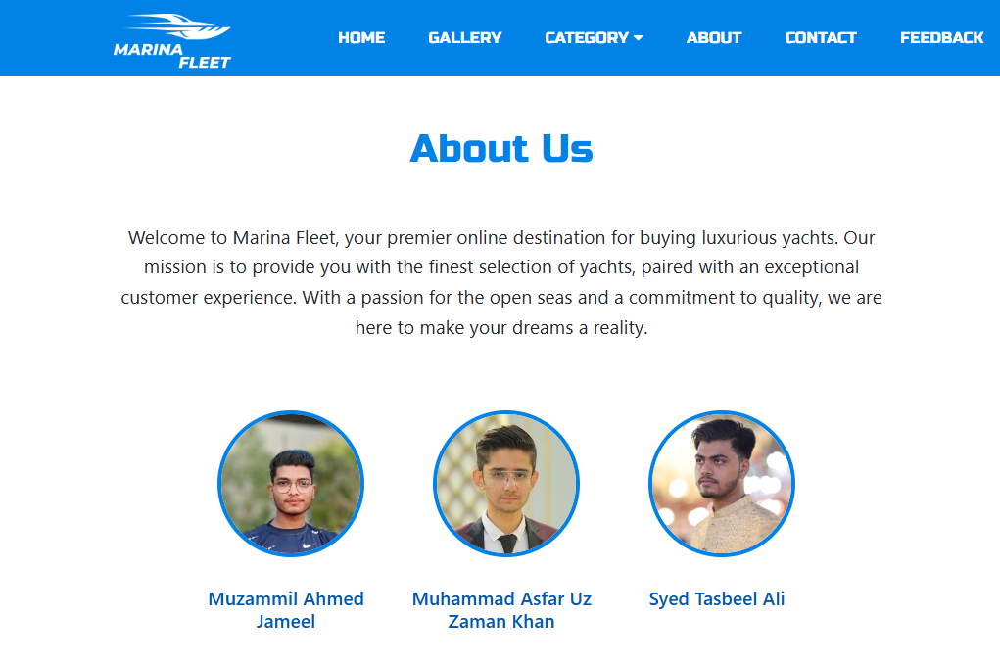 MARINA
FLEET
HOME GALLERY CATEGORY ABOUT CONTACT FEEDBACK
About Us
Welcome to Marina Fleet, your premier online destination for buying luxurious yachts. Our
mission is to provide you with the finest selection of yachts, paired with an exceptional
customer experience. With a passion for the open seas and a commitment to quality, we are
here to make your dreams a reality.
Muzammil Ahmed
Jameel
Muhammad Asfar Uz
Zaman Khan
Syed Tasbeel Ali